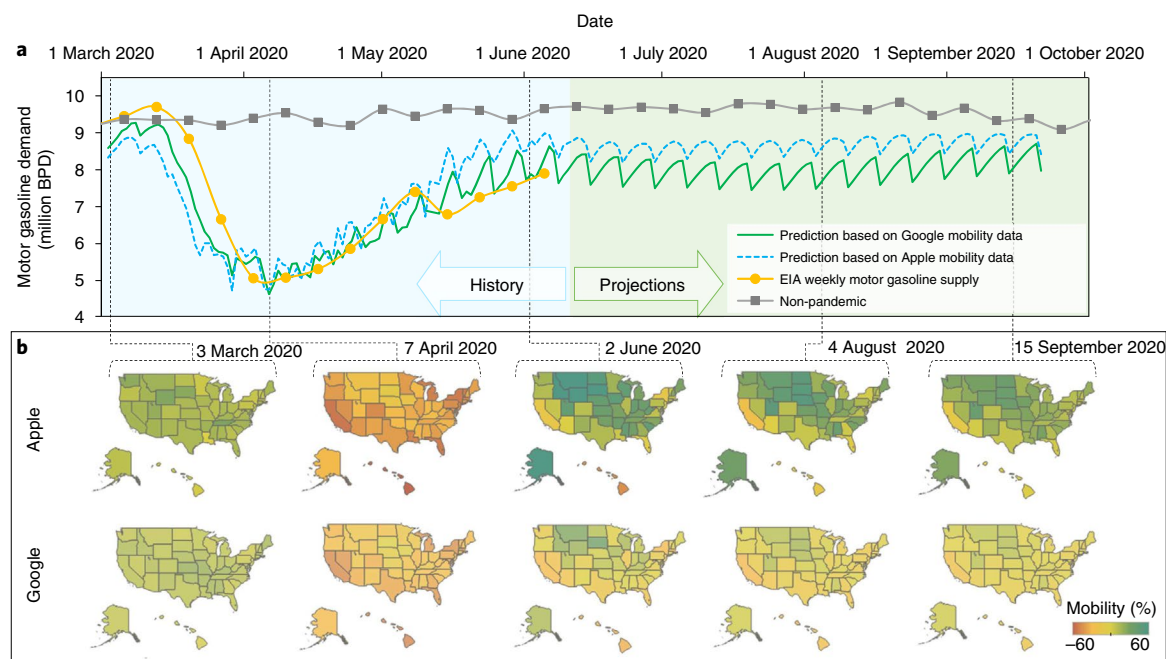 Date
a
1 March 2020 1 April 2020 1 May 2020 1 June 2020 1 July 2020 1 August 2020 1 September 2020 1 October 2020
Motor gasoline demand
(million BPD)
10
9
8
7
6
5
4
Prediction based on Google mobility data
Prediction based on Apple mobility data
EIA weekly motor gasoline supply
Non-pandemic
History
Projections
b
3 March 2020 7 April 2020 2 June 2020 4 August 2020 15 September 2020
Apple
Google
Mobility (%)
–60 60